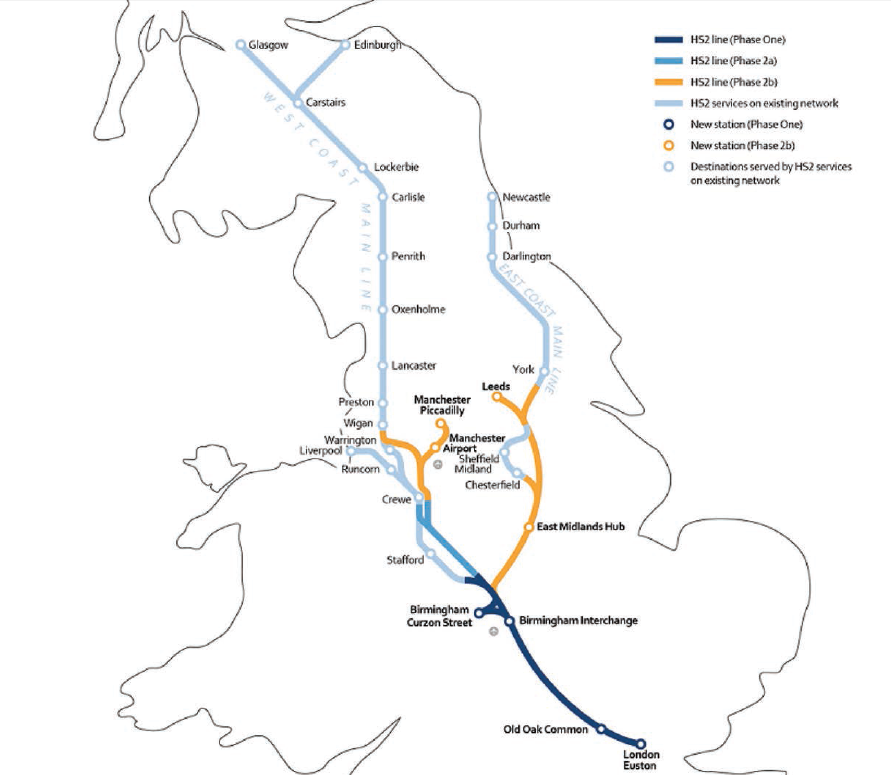 Glasgow
Edinburgh
Carstairs
WEST COAST MAIN LINE
Lockerbie
Carlisle
Penrith
Oxenholme
Lancaster
Preston
Wigan
Warrington
Liverpool
Runcorn
Crewe
Stafford
Manchester
Piccadilly
Manchester
Airport
Newcastle
Durham
Darlington
EAST COAST MAIN LINE
York
Leeds
Sheffield
Midland
Chesterfield
East Midlands Hub
Birmingham
Curzon Street
Birmingham Interchange
Old Oak Common
London
Euston
HS2 line (Phase One)
HS2 line (Phase 2a)
HS2 line (Phase 2b)
HS2 services on existing network
New station (Phase One)
New station (Phase 2b)
Destinations served by HS2 services
on existing network